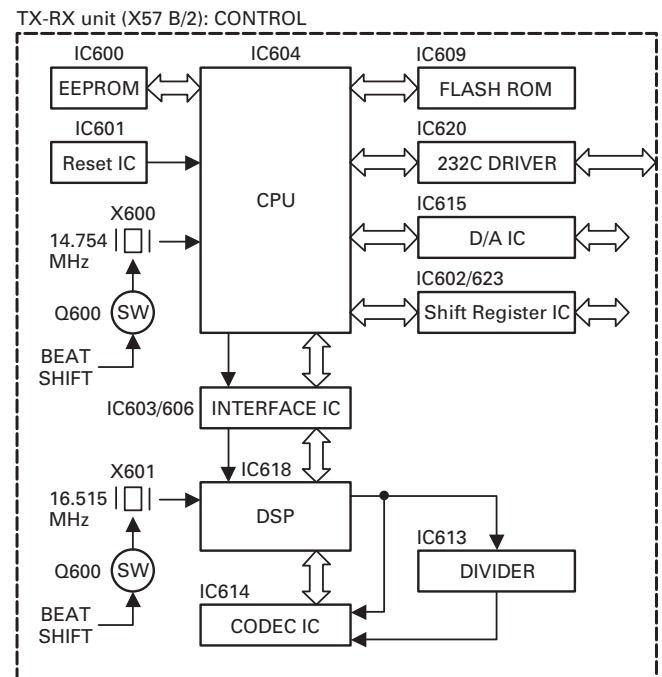 TX-RX unit (X57 B/2): CONTROL
IC600
EEPROM
IC604
CPU
IC609
FLASH ROM
IC601
Reset IC
IC620
232C DRIVER
X600
14.754
MHz
IC615
D/A IC
Q600
SW
BEAT
SHIFT
IC602/623
Shift Register IC
IC603/606
INTERFACE IC
X601
16.515
MHz
IC618
DSP
Q600
SW
BEAT
SHIFT
IC613
DIVIDER
IC614
CODEC IC